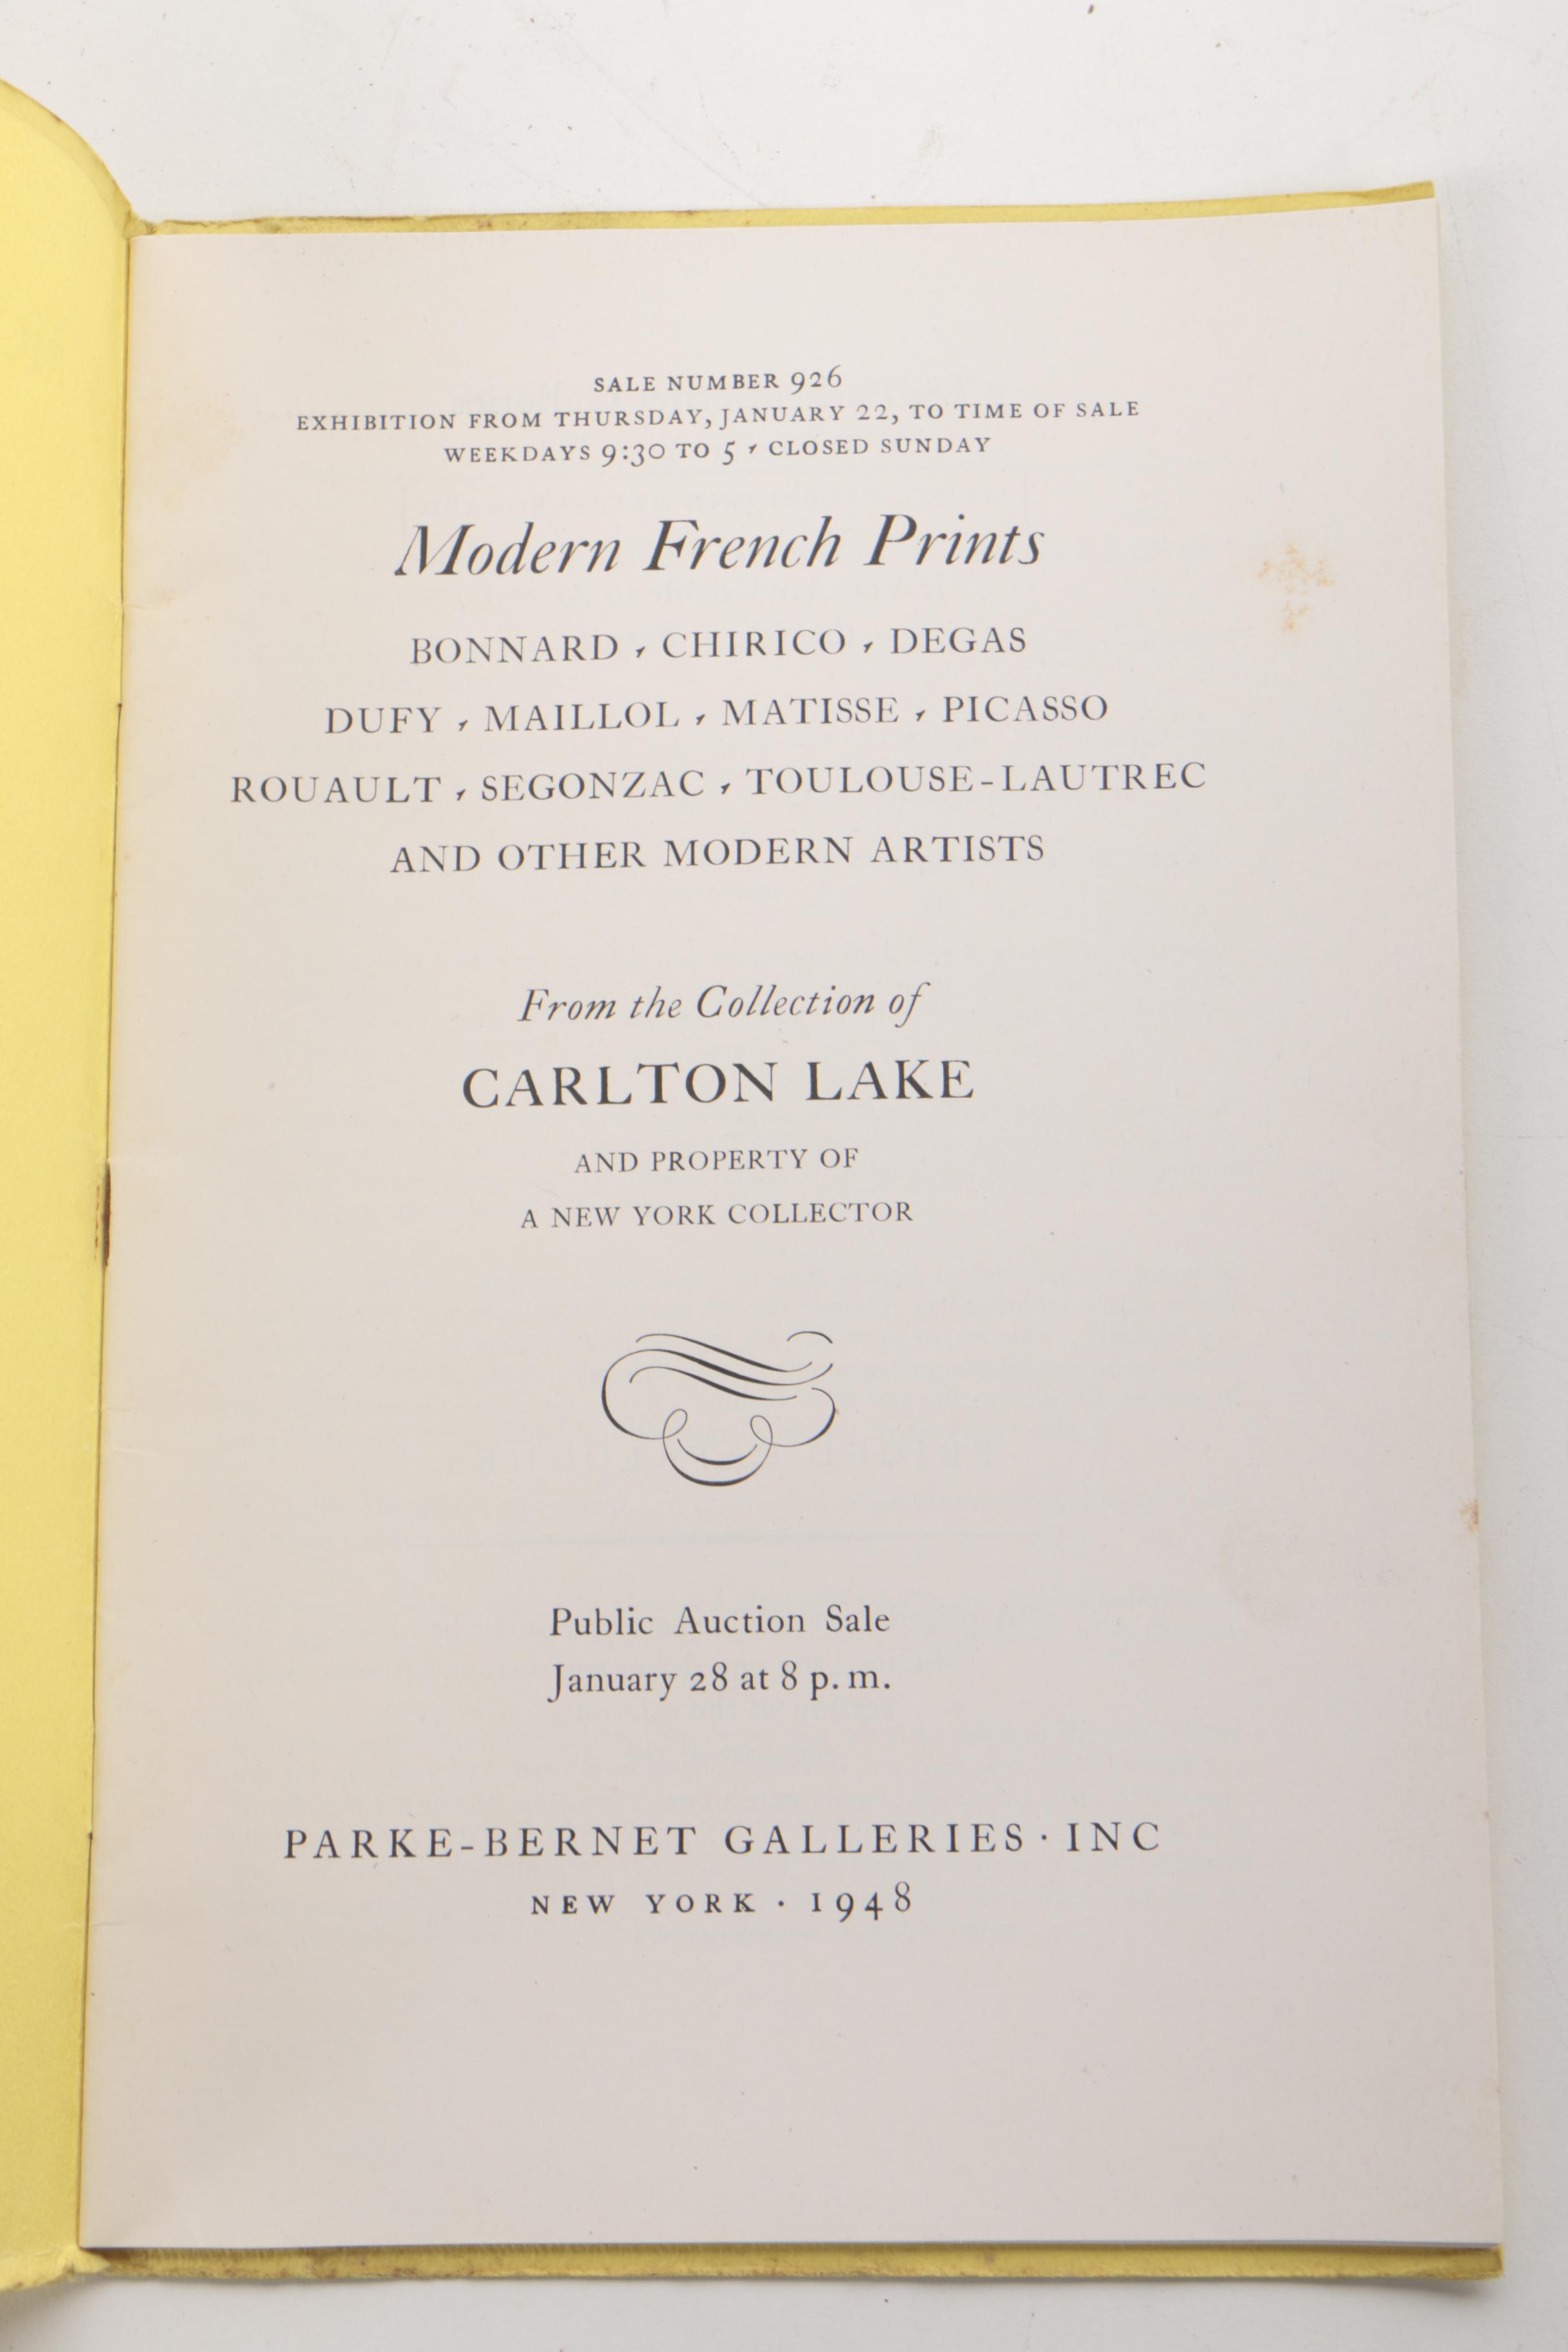 SALE NUMBER 926
EXHIBITION FROM THURSDAY, JANUARY 22, TO TIME OF SALE
WEEKDAYS 9:30 TO 5 · CLOSED SUNDAY
Modern French Prints
BONNARD · CHIRICO · DEGAS
DUFY · MAILLOL · MATISSE · PICASSO
ROUAULT · SEGONZAC · TOULOUSE-LAUTREC
AND OTHER MODERN ARTISTS
From the Collection of
CARLTON LAKE
AND PROPERTY OF
A NEW YORK COLLECTOR
Public Auction Sale
January 28 at 8 p. m.
PARKE-BERNET GALLERIES · INC
NEW YORK · 1948